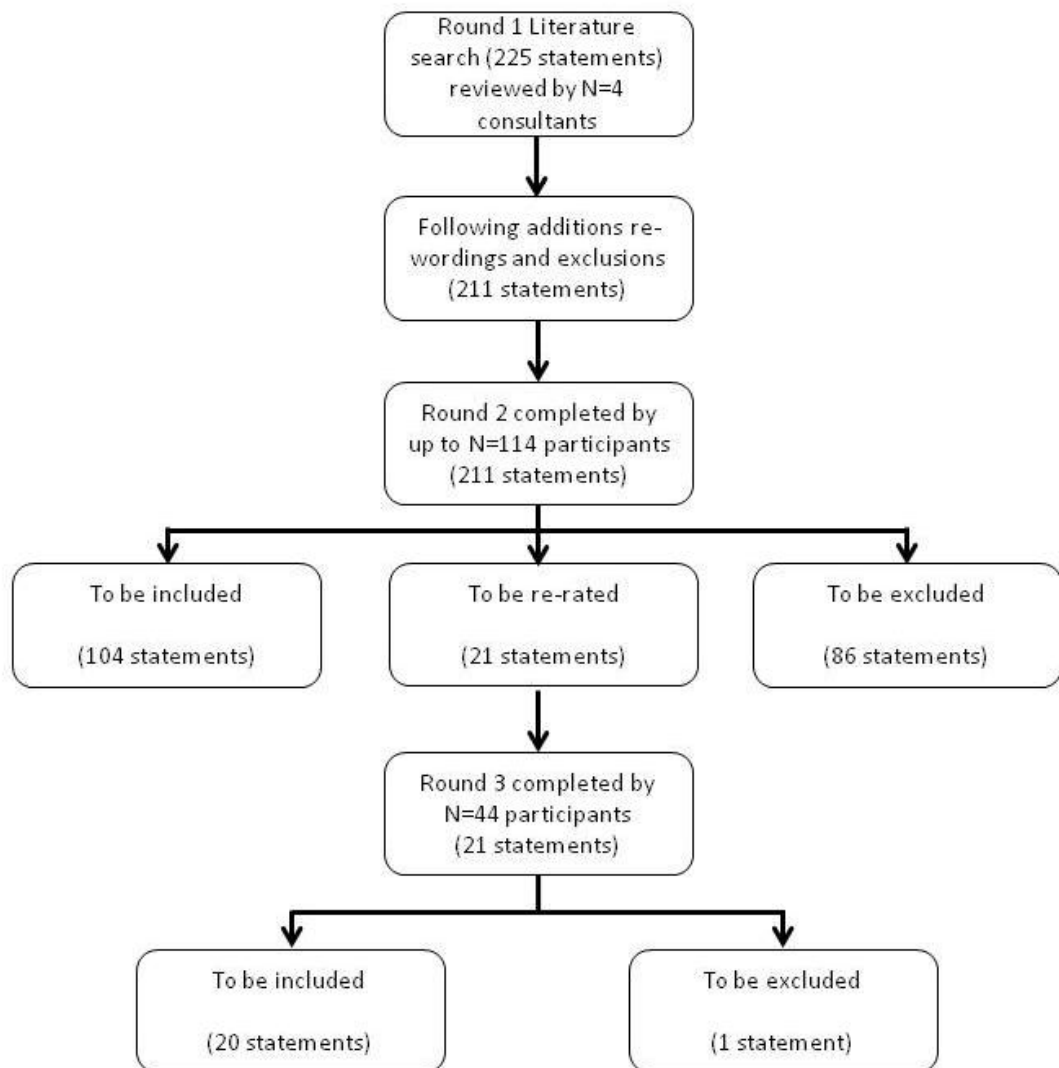 Round 1 Literature
search (225 statements)
reviewed by N=4
consultants
Following additions re-
wordings and exclusions
(211 statements)
Round 2 completed by
up to N=114 participants
(211 statements)
To be included
(104 statements)
To be re-rated
(21 statements)
To be excluded
(86 statements)
Round 3 completed by
N=44 participants
(21 statements)
To be included
(20 statements)
To be excluded
(1 statement)